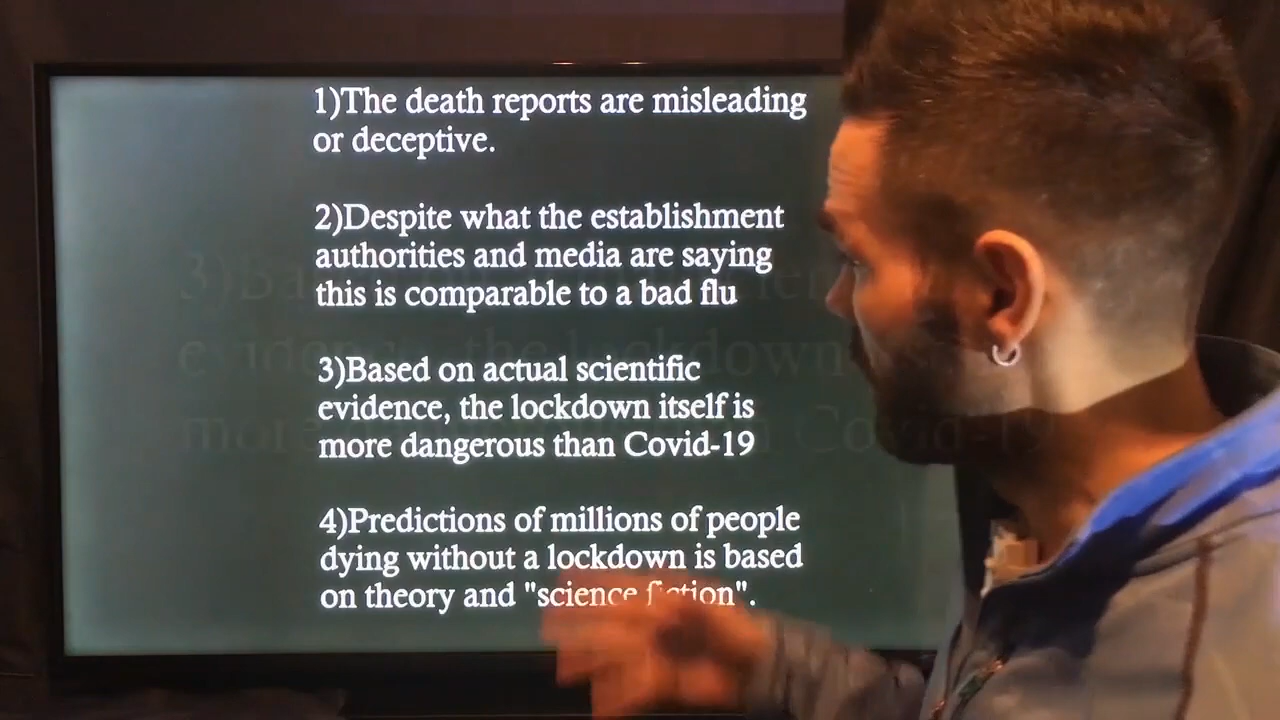 1)The death reports are misleading
or deceptive.
2)Despite what the establishment
authorities and media are saying
this is comparable to a bad flu
3)Based on actual scientific
evidence, the lockdown itself is
more dangerous than Covid-19
4)Predictions of millions of people
dying without a lockdown is based
on theory and "science fiction".